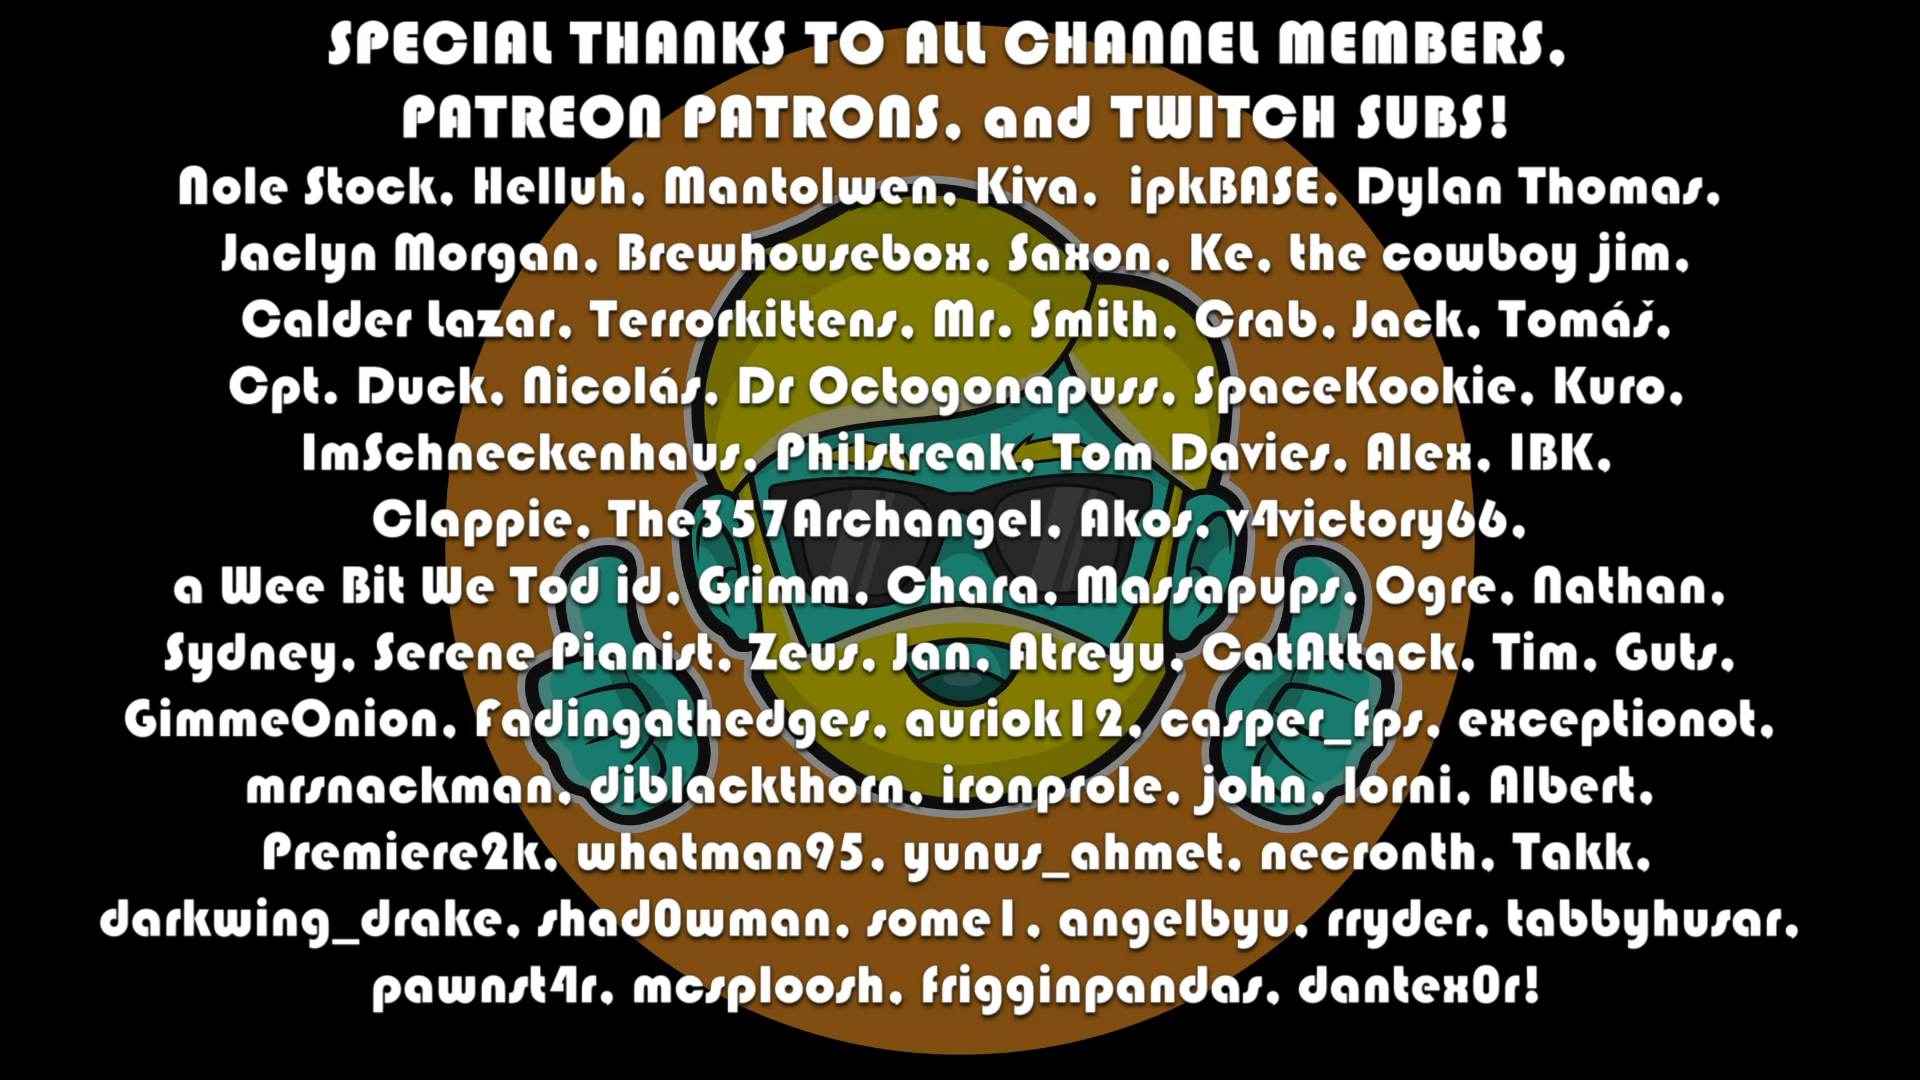 SPECIAL THANKS TO ALL CHANNEL MEMBERS,
PATREON PATRONS, and TWITCH SUBS!
Nole Stock, Helluh, Mantolwen, Kiva, ipkBASE, Dylan Thomas,
Jaclyn Morgan, Brewhousebox, Saxon, Ke, the cowboy jim,
Calder Lazar, Terrorkittens, Mr. Smith, Crab, Jack, Tomáš,
Cpt. Duck, Nicolás, Dr Octogonapuss, SpaceKookie, Kuro,
ImSchneckenhaus, Philstreak, Tom Davies, Alex, IBK,
Clappie, The357Archangel, Akos, v4victory66,
a Wee Bit We Tod id, Grimm, Chara, Massapups, Ogre, Nathan,
Sydney, Serene Pianist, Zeus, Jan, Atreyu, CatAttack, Tim, Guts,
GimmeOnion, Fadingathedges, auriok12, casper_fps, exceptionot,
mrsnackman, djblackthorn, ironprole, john, lorni, Albert,
Premiere2k, whatman95, yunus_ahmet, necronth, Takk,
darkwing_drake, shad0wman, some1, angelbyu, rryder, tabbyhusar,
pawnst4r, mcsploosh, frigginpandas, dantex0r!